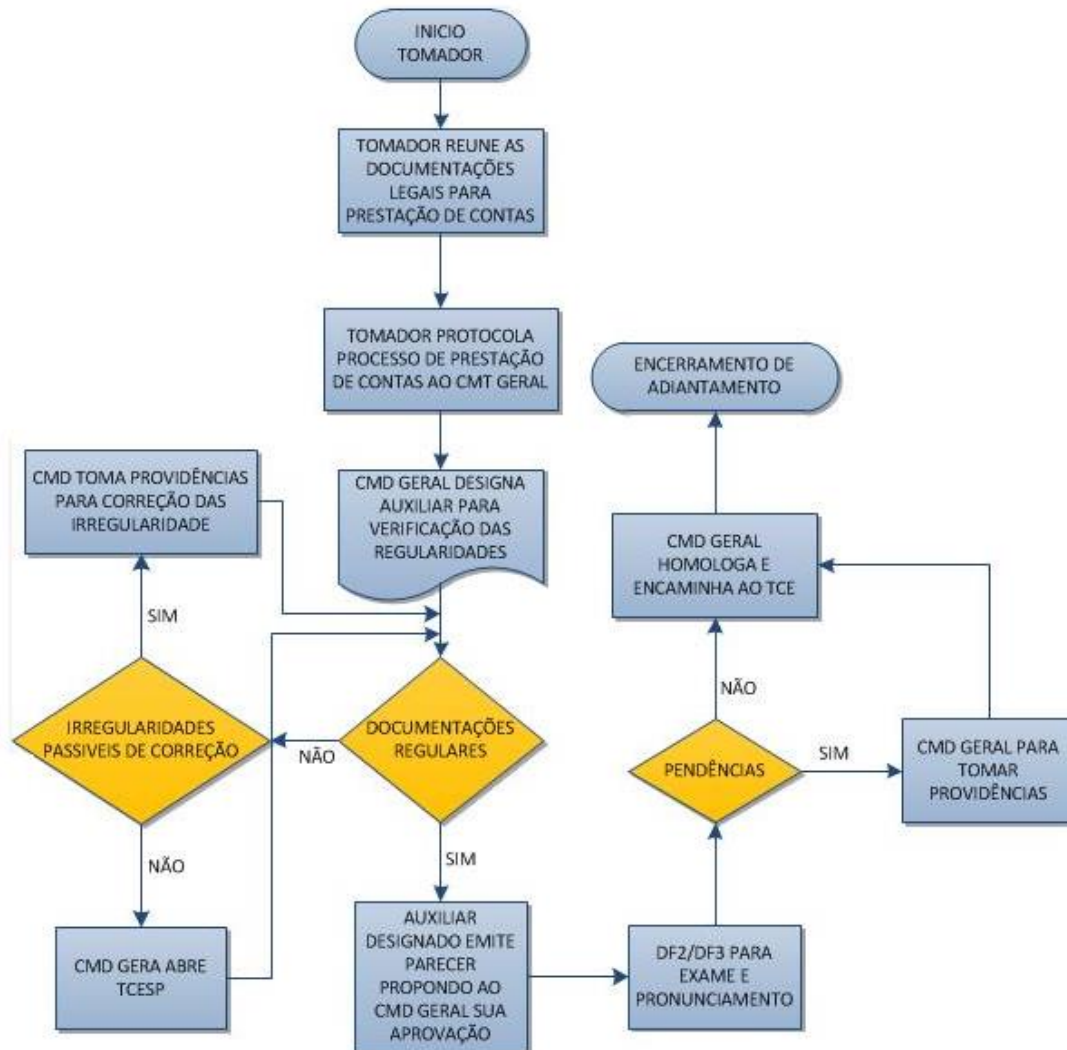 INICIO
TOMADOR
TOMADOR REUNE AS
DOCUMENTAÇÕES
LEGAIS PARA
PRESTAÇÃO DE CONTAS
TOMADOR PROTOCOLA
PROCESSO DE PRESTAÇÃO
DE CONTAS AO CMT GERAL
CMD GERAL DESIGNA
AUXILIAR PARA
VERIFICAÇÃO DAS
REGULARIDADES
DOCUMENTAÇÕES
REGULARES
NÃO
IRREGULARIDADES
PASSIVEIS DE CORREÇÃO
SIM
CMD TOMA PROVIDÊNCIAS
PARA CORREÇÃO DAS
IRREGULARIDADE
NÃO
CMD GERA ABRE
TCESP
SIM
AUXILIAR
DESIGNADO EMITE
PARECER
PROPONDO AO
CMD GERAL SUA
APROVAÇÃO
DF2/DF3 PARA
EXAME E
PRONUNCIAMENTO
PENDÊNCIAS
SIM
CMD GERAL PARA
TOMAR
PROVIDÊNCIAS
NÃO
CMD GERAL
HOMOLOGA E
ENCAMINHA AO TCE
ENCERRAMENTO DE
ADIANTAMENTO